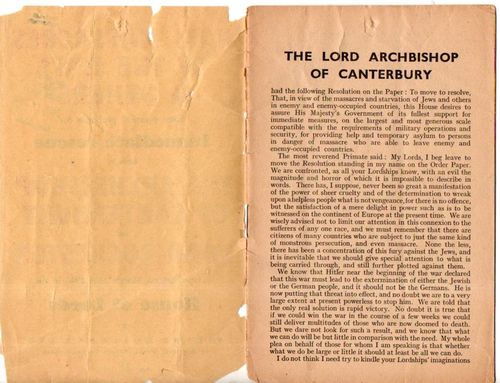 THE LORD ARCHBISHOP
OF CANTERBURY
had the following Resolution on the Paper : To move to resolve,
That, in view of the massacres and starvation of Jews and others
in enemy and enemy-occupied countries, this House desires to
assure His Majesty's Government of its fullest support for
immediate measures, on the largest and most generous scale
compatible with the requirements of military operations and
security, for providing help and temporary asylum to persons
in danger of massacre who are able to leave enemy and
enemy-occupied countries.
The most reverend Primate said : My Lords, I beg leave to
move the Resolution standing in my name on the Order Paper.
We are confronted, as all your Lordships know, with an evil the
magnitude and horror of which it is impossible to describe in
words. There has, I suppose, never been so great a manifestation
of the power of sheer cruelty and of the determination to wreak
upon a helpless people what is not vengeance, for there is no offence,
but the satisfaction of a mere delight in power such as is to be
witnessed on the continent of Europe at the present time. We are
wisely advised not to limit our attention in this connexion to the
sufferers of any one race, and we must remember that there are
citizens of many countries who are subject to just the same kind
of monstrous persecution, and even massacre. None the less,
there has been a concentration of this fury against the Jews, and
it is inevitable that we should give special attention to what is
being carried through, and still further plotted against them.
We know that Hitler near the beginning of the war declared
that this war must lead to the extermination of either the Jewish
or the German people, and it should not be the Germans. He is
now putting that threat into effect, and no doubt we are to a very
large extent at present powerless to stop him. We are told that
the only real solution is rapid victory. No doubt it is true that
if we could win the war in the course of a few weeks we could
still deliver multitudes of those who are now doomed to death.
But we dare not look for such a result, and we know that what
we can do will be but little in comparison with the need. My whole
plea on behalf of those for whom I am speaking is that whether
what we do be large or little it should at least be all we can do.
I do not think I need try to kindle your Lordships' imaginations